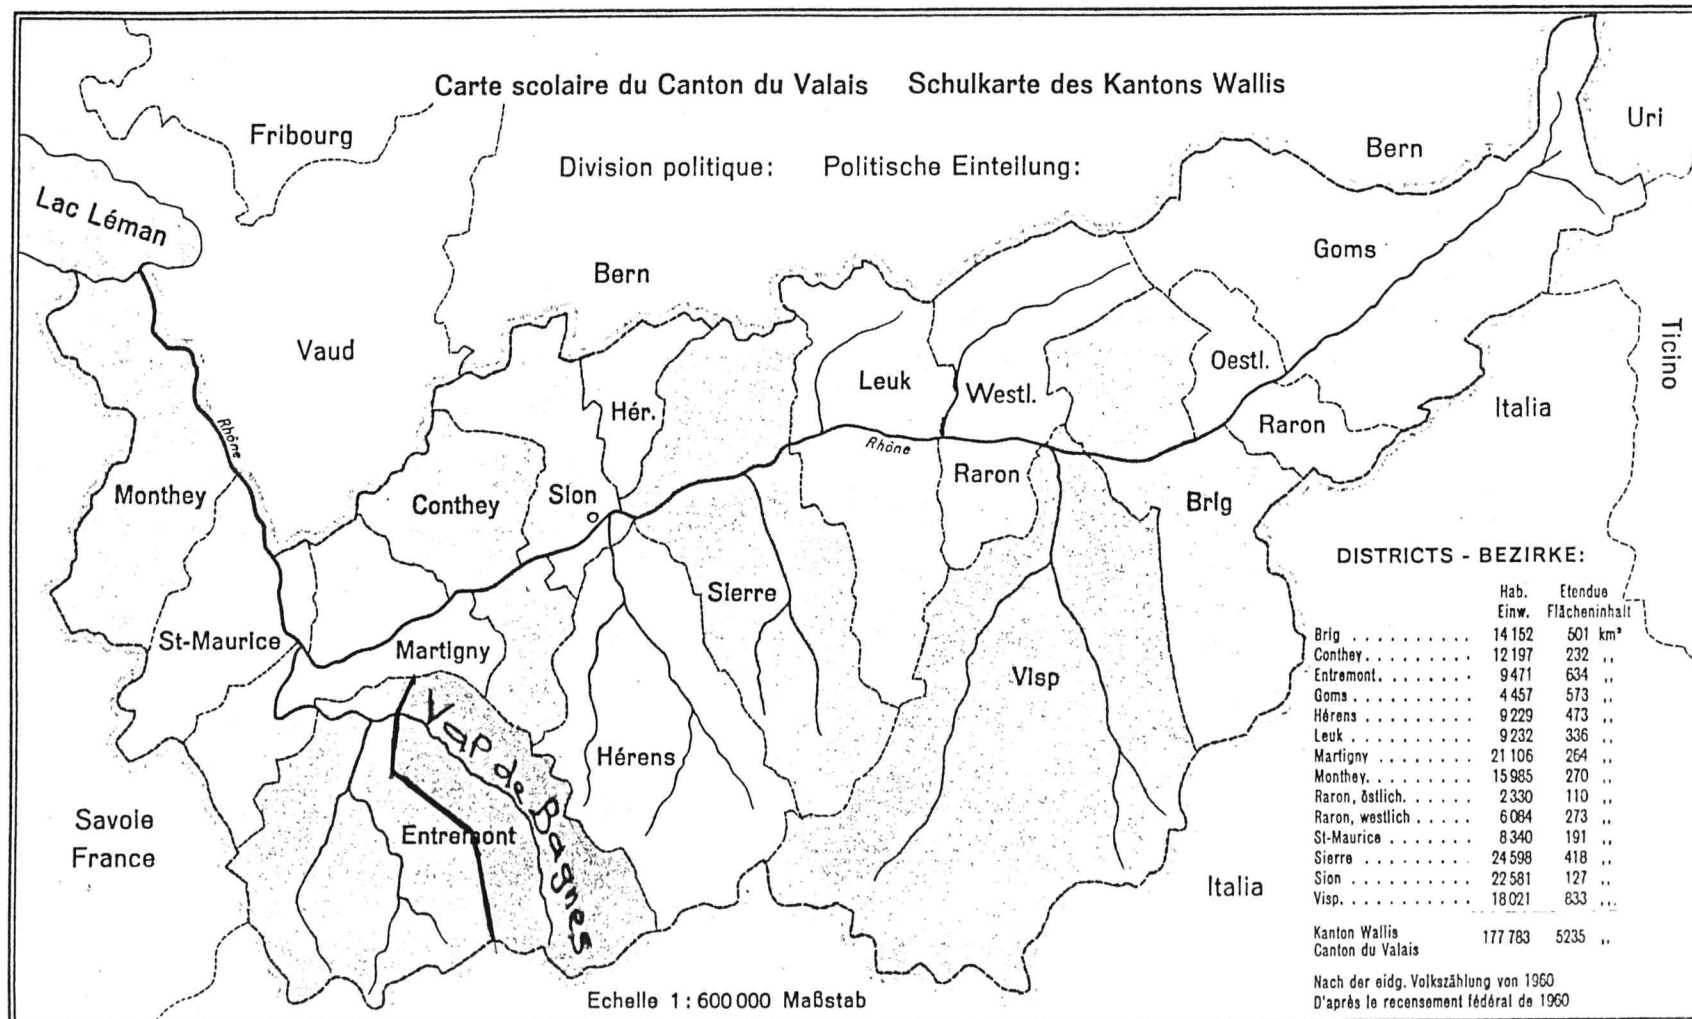 Carte scolaire du Canton du Valais Schulkarte des Kantons Wallis
Division politique: Politische Einteilung:
Fribourg
Bern
Uri
Lac Léman
Bern
Goms
Vaud
Ticino
Oestl.
Leuk
Westl.
Hér.
Italia
Raron
Rhône
Rhône
Raron
Monthey
Conthey
Sion
Brig
Sierre
St-Maurice
Martigny
Visp
Val de Bagnes
Hérens
Savoie
France
Entremont
Italia
DISTRICTS - BEZIRKE:
Hab. Etendue
Einw. Flächeninhalt
Brig . . . . . . . . . . 14 152 501 km²
Conthey . . . . . . . . . 12 197 232 ,,
Entremont . . . . . . . . 9 471 634 ,,
Goms . . . . . . . . . . 4 457 573 ,,
Hérens . . . . . . . . . 9 229 473 ,,
Leuk . . . . . . . . . . 9 232 336 ,,
Martigny . . . . . . . . 21 106 264 ,,
Monthey . . . . . . . . . 15 985 270 ,,
Raron, östlich . . . . . . 2 330 110 ,,
Raron, westlich . . . . . 6 084 273 ,,
St-Maurice . . . . . . . 8 340 191 ,,
Sierre . . . . . . . . . 24 598 418 ,,
Sion . . . . . . . . . . 22 581 127 ,,
Visp . . . . . . . . . . 18 021 833 ,,
Kanton Wallis
Canton du Valais 177 783 5235 ,,
Nach der eidg. Volkszählung von 1960
D'après le recensement fédéral de 1960
Echelle 1 : 600 000 Maßstab